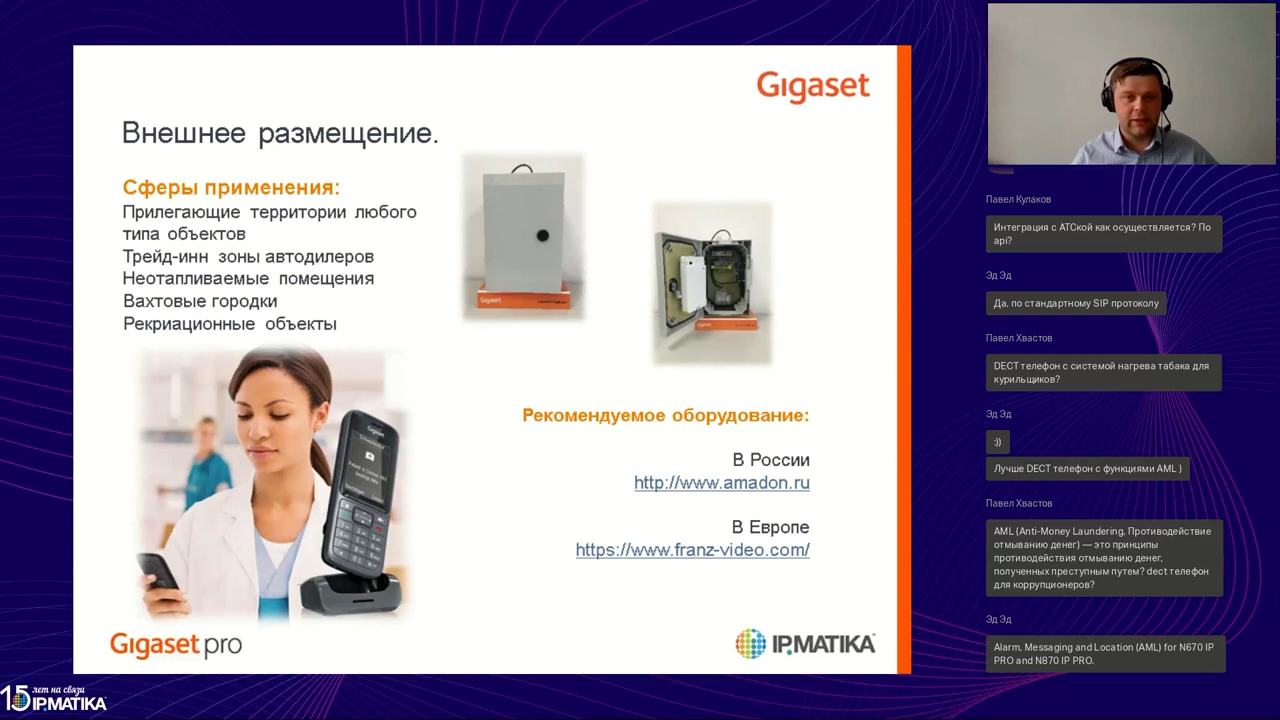 Gigaset
Внешнее размещение.
Сферы применения:
Прилегающие территории любого
типа объектов
Трейд-инн зоны автодилеров
Неотапливаемые помещения
Вахтовые городки
Рекриационные объекты
Gigaset
Gigaset
Рекомендуемое оборудование:
В России
http://www.amadon.ru
В Европе
https://www.franz-video.com/
Gigaset pro
IP.MATIKA
15 лет на связи
IP.MATIKA
Павел Кулаков
Интеграция с АТСкой как осуществляется? По
api?
Эд Эд
Да, по стандартному SIP протоколу
Павел Хвастов
DECT телефон с системой нагрева табака для
курильщиков?
Эд Эд
:))
Лучше DECT телефон с функциями AML )
Павел Хвастов
AML (Anti-Money Laundering, Противодействие
отмыванию денег) — это принципы
противодействия отмыванию денег,
полученных преступным путем? dect телефон
для коррупционеров?
Эд Эд
Alarm, Messaging and Location (AML) for N670 IP
PRO and N870 IP PRO.